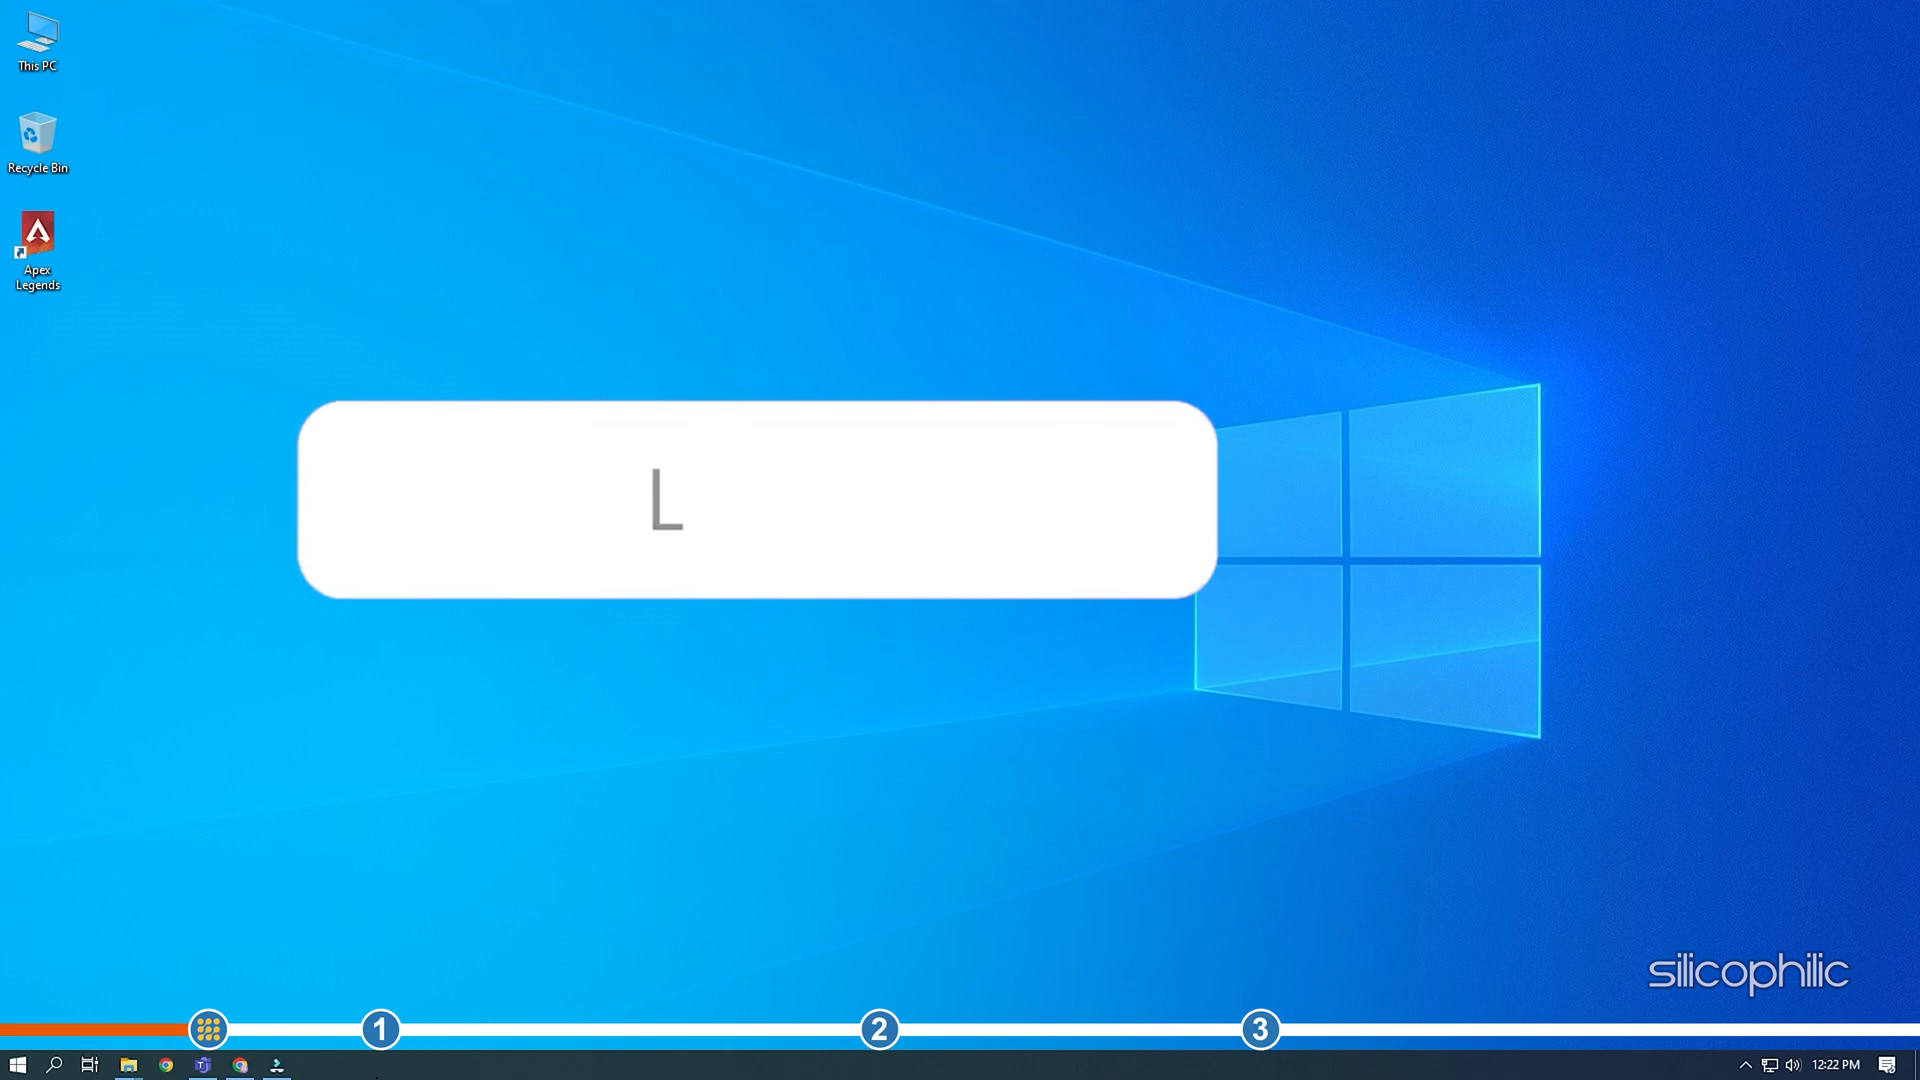 This PC
Recycle Bin
Apex
Legends
L
silicophilic
1
2
3
12:22 PM